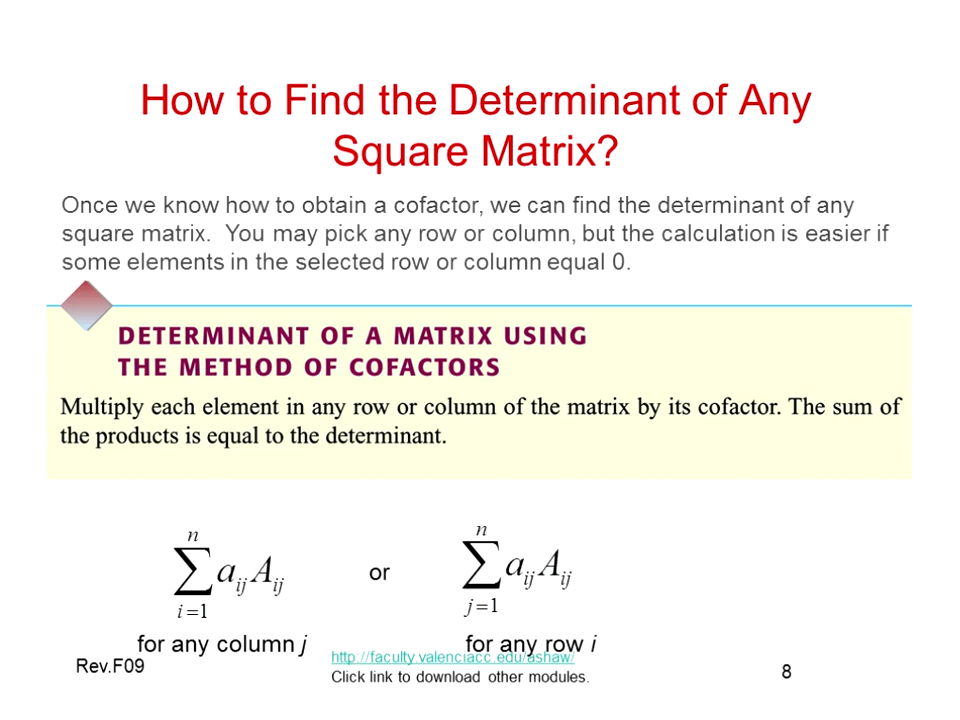 How to Find the Determinant of Any
Square Matrix?
Once we know how to obtain a cofactor, we can find the determinant of any
square matrix.  You may pick any row or column, but the calculation is easier if
some elements in the selected row or column equal 0.
DETERMINANT OF A MATRIX USING
THE METHOD OF COFACTORS
Multiply each element in any row or column of the matrix by its cofactor. The sum of
the products is equal to the determinant.
n
∑ aij Aij
i=1
or
n
∑ aij Aij
j=1
for any column j
for any row i
Rev.F09
http://faculty.valenciacc.edu/ashaw/
Click link to download other modules.
8